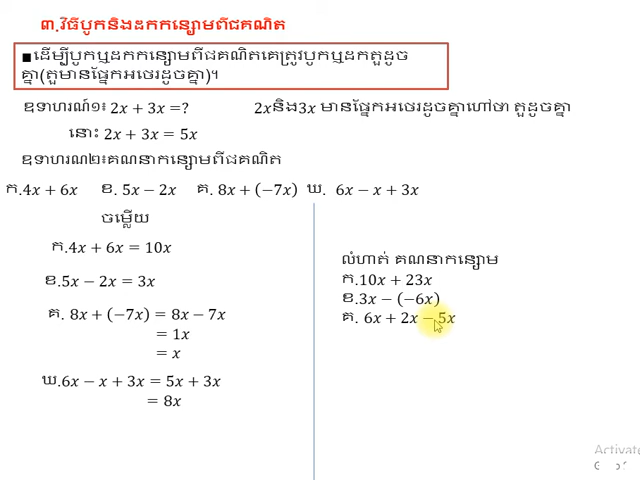 ៣.វិធីបូកនិងដកកន្សោមពីជគណិត
■ដើម្បីបូកឬដកកន្សោមពីជគណិតគេត្រូវបូកឬដកតួដូច
គ្នា(តួមានផ្នែកអថេរដូចគ្នា)។
ឧទាហរណ៍១៖ 2x + 3x =? 2xនិង3x មានផ្នែកអថេរដូចគ្នាហៅថា តួដូចគ្នា
នោះ 2x + 3x = 5x
ឧទាហរណ៍២៖គណនាកន្សោមពីជគណិត
ក.4x + 6x ខ. 5x − 2x គ. 8x + (−7x) ឃ. 6x − x + 3x
ចម្លើយ
ក.4x + 6x = 10x
ខ.5x − 2x = 3x
គ. 8x + (−7x) = 8x − 7x
= 1x
= x
ឃ.6x − x + 3x = 5x + 3x
= 8x
លំហាត់ គណនាកន្សោម
ក.10x + 23x
ខ.3x − (−6x)
គ. 6x + 2x − 5x
Activate